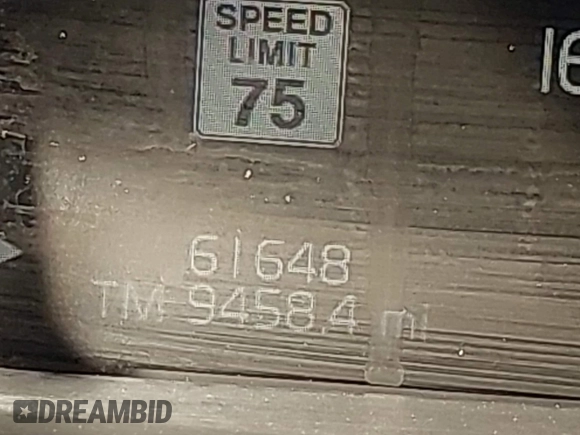 SPEED
LIMIT
75
61648
TM 9458.4 mi
DREAMBID